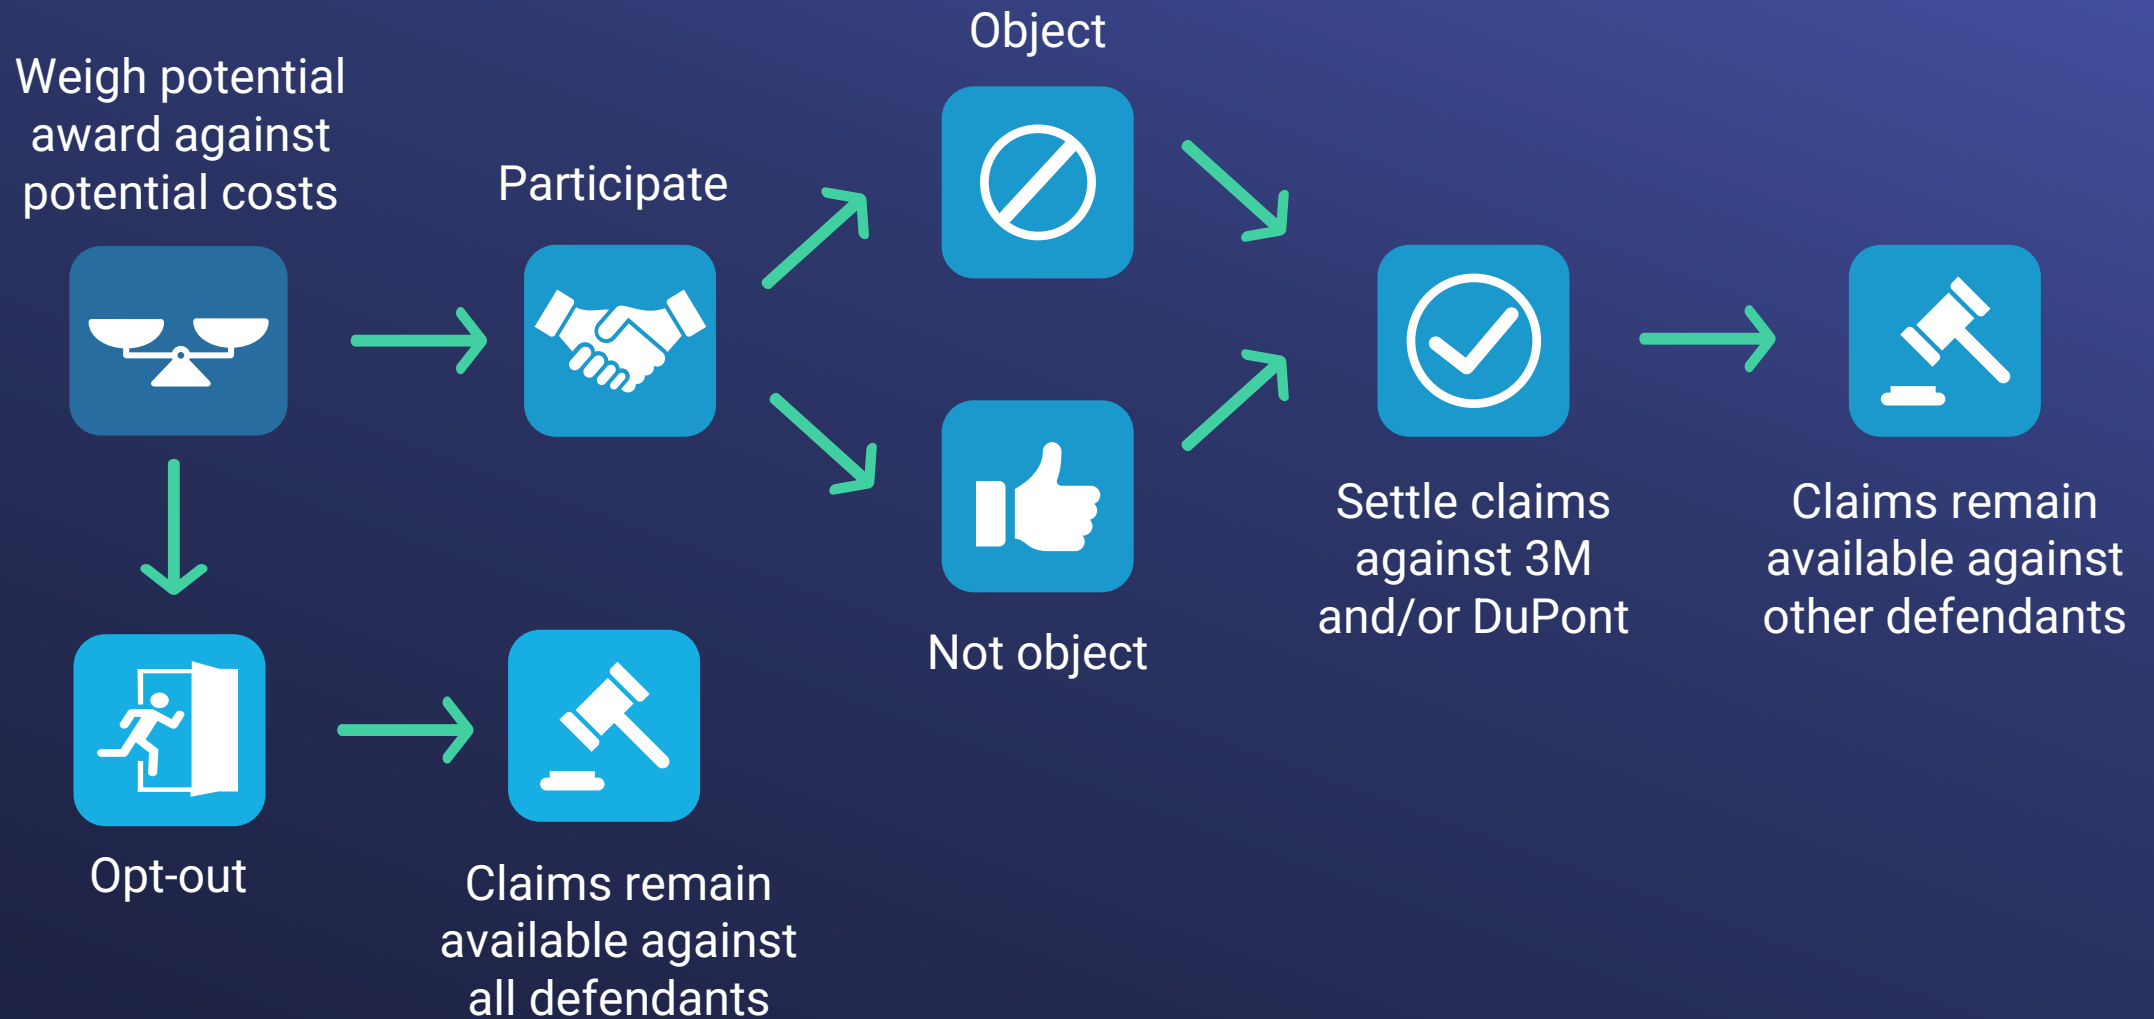 Weigh potential
award against
potential costs
Participate
Object
Not object
Settle claims
against 3M
and/or DuPont
Claims remain
available against
other defendants
Opt-out
Claims remain
available against
all defendants